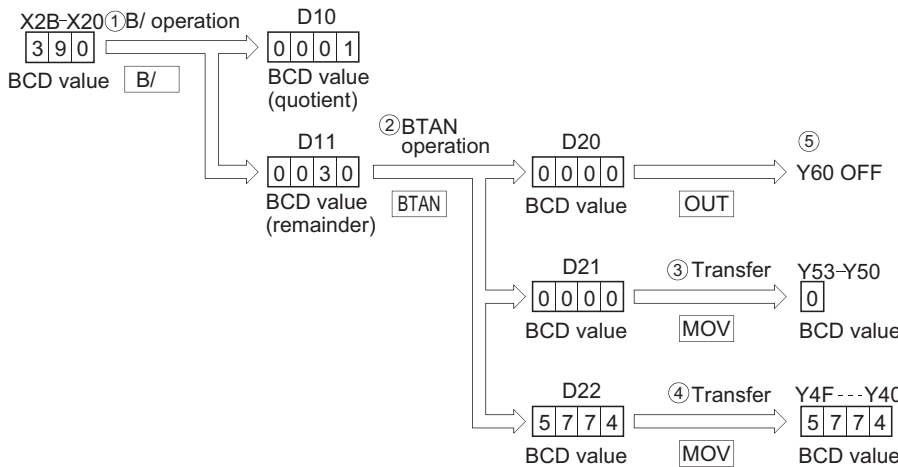 X2B-X20 ①B/ operation D10
3 9 0 0 0 0 1
BCD value B/ BCD value
(quotient)
②BTAN
operation
D11 D20 ⑤
0 0 3 0 0 0 0 0 Y60 OFF
BCD value BTAN BCD value OUT
(remainder)
D21 ③Transfer Y53-Y50
0 0 0 0 0
BCD value MOV BCD value
D22 ④Transfer Y4F---Y40
5 7 7 4 5 7 7 4
BCD value MOV BCD value